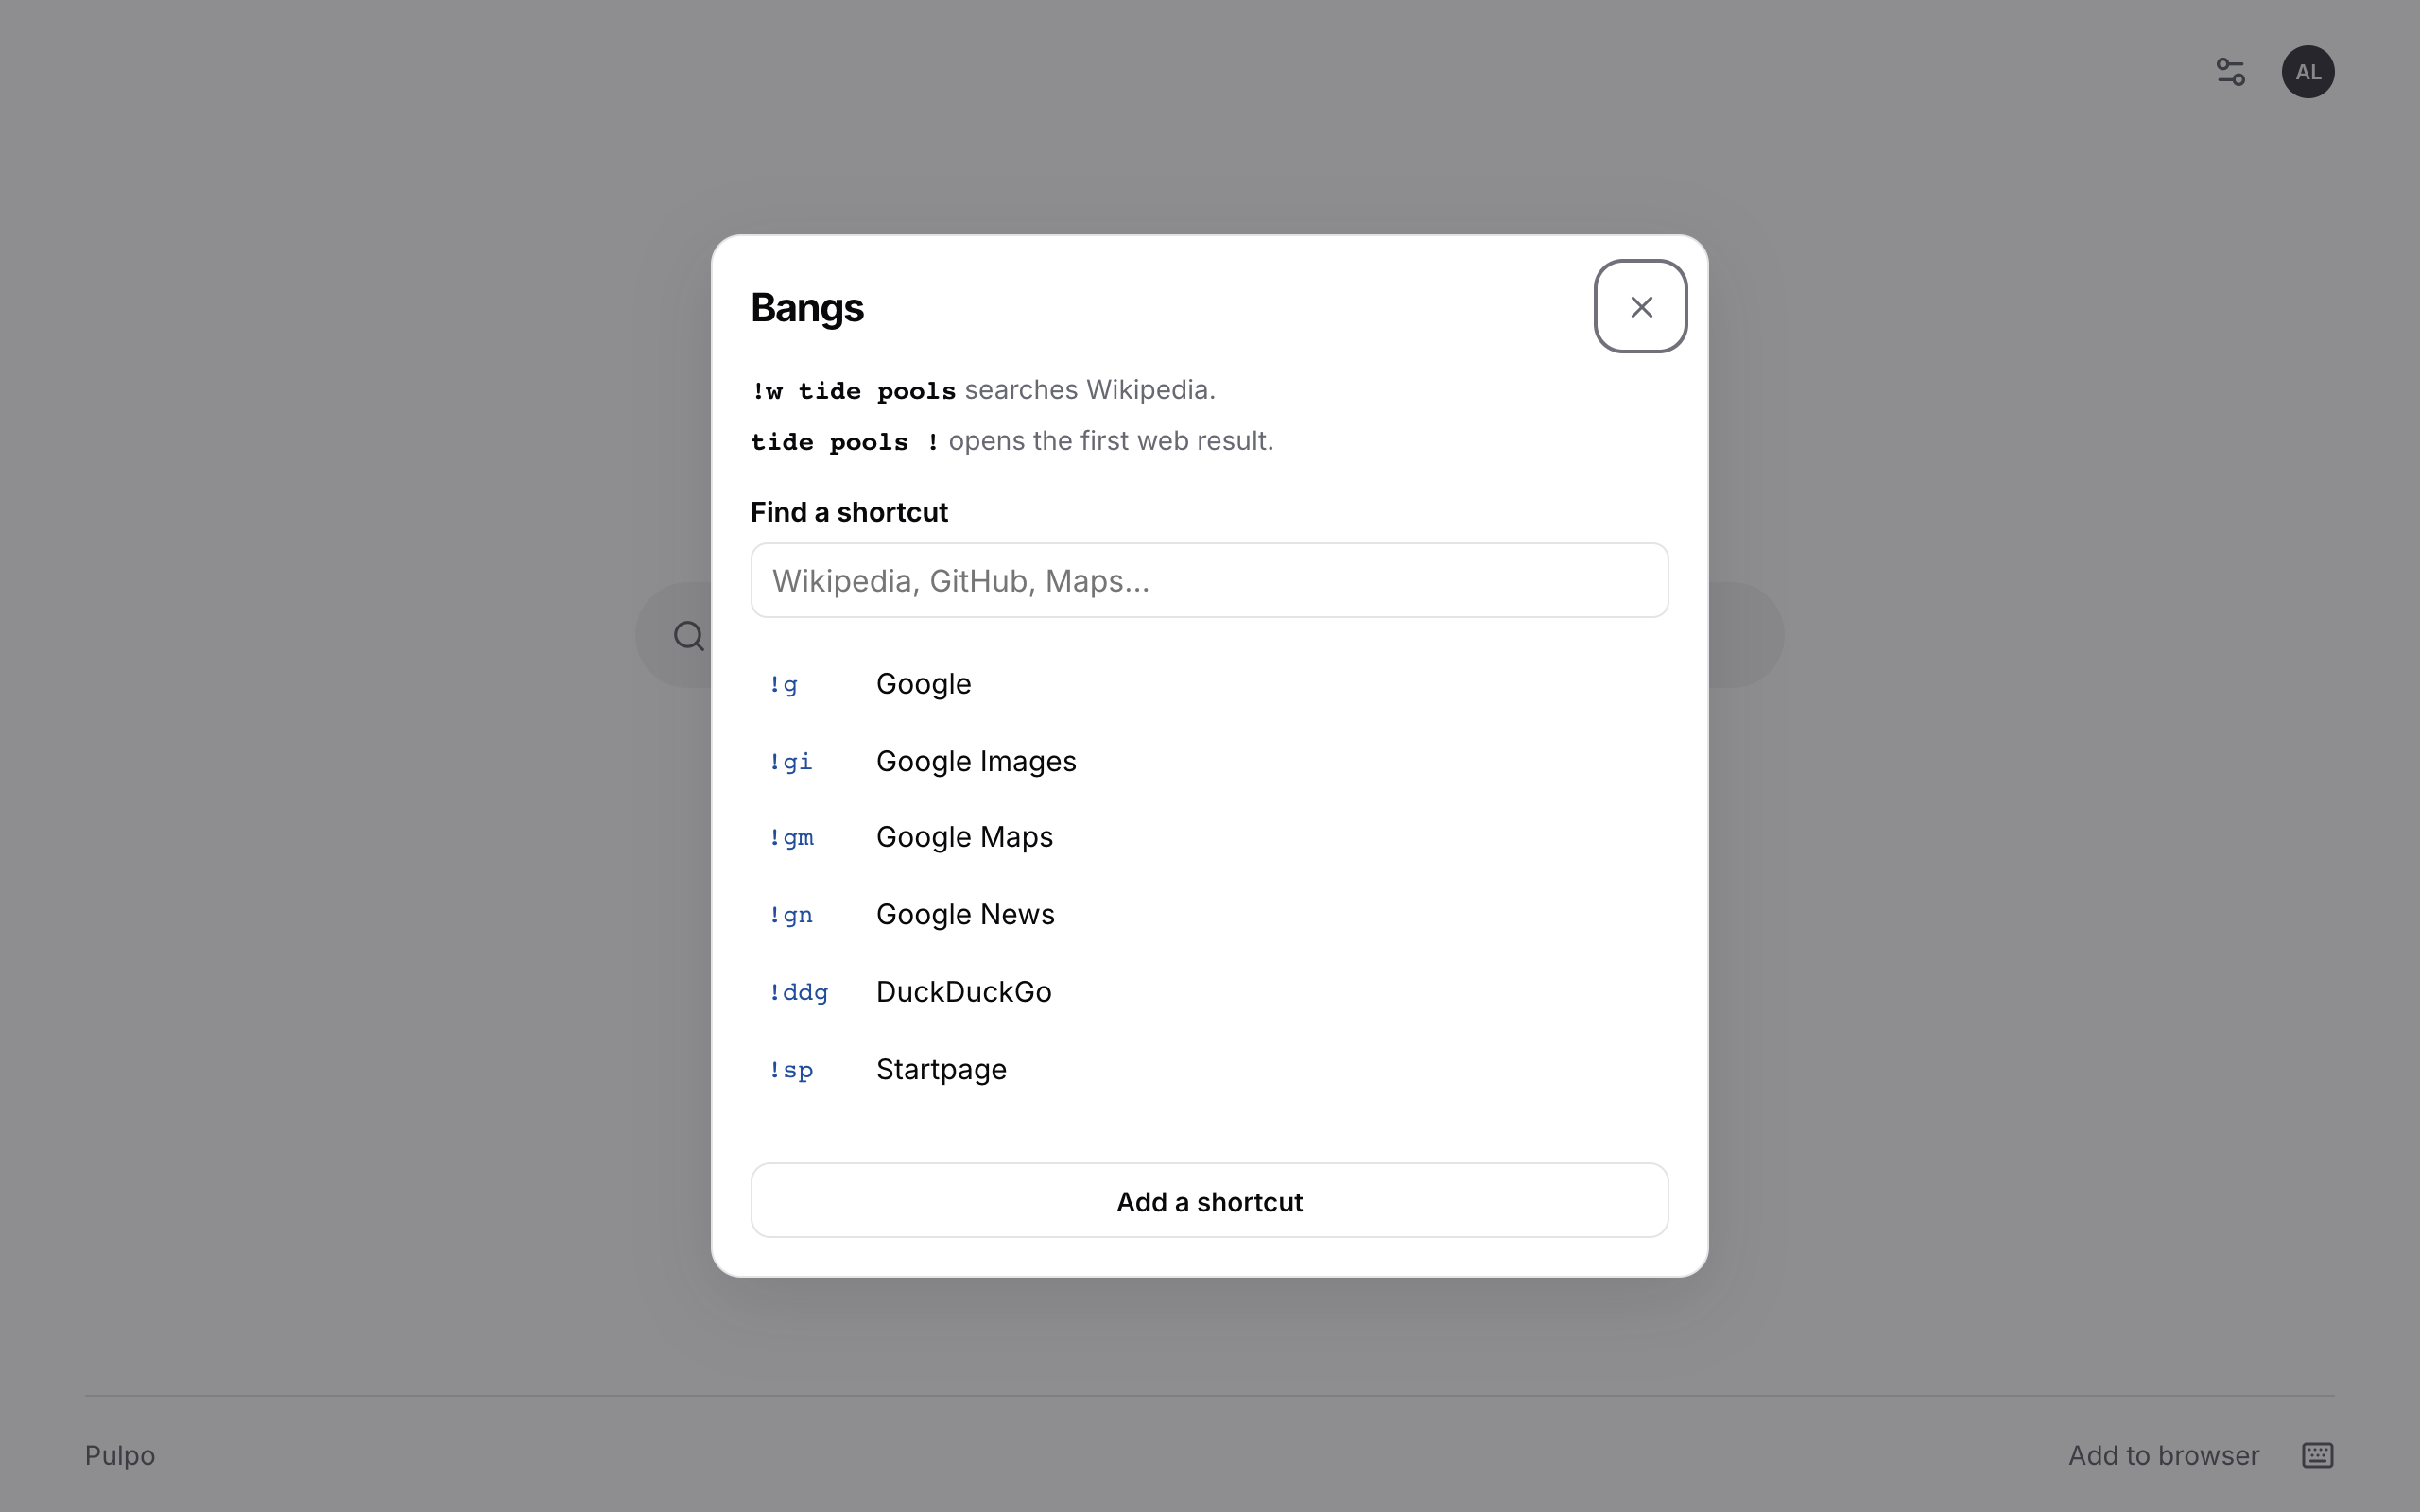 AL
Bangs
!w tide pools searches Wikipedia.
tide pools ! opens the first web result.
Find a shortcut
Wikipedia, GitHub, Maps...
!g Google
!gi Google Images
!gm Google Maps
!gn Google News
!ddg DuckDuckGo
!sp Startpage
Add a shortcut
Pulpo
Add to browser